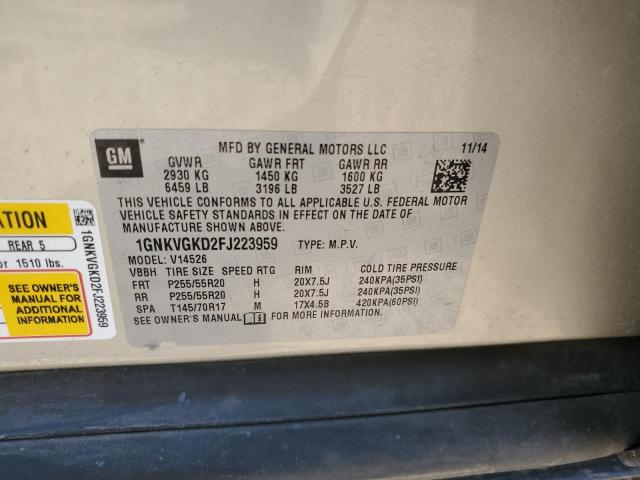 GM
MFD BY GENERAL MOTORS LLC 11/14
GVWR GAWR FRT GAWR RR
2930 KG 1450 KG 1600 KG
6459 LB 3196 LB 3527 LB
THIS VEHICLE CONFORMS TO ALL APPLICABLE U.S. FEDERAL MOTOR
VEHICLE SAFETY STANDARDS IN EFFECT ON THE DATE OF
MANUFACTURE SHOWN ABOVE.
1GNKVGKD2FJ223959 TYPE: M.P.V.
MODEL: V14526
VBBH TIRE SIZE SPEED RTG RIM COLD TIRE PRESSURE
FRT P255/55R20 H 20X7.5J 240KPA(35PSI)
RR P255/55R20 H 20X7.5J 240KPA(35PSI)
SPA T145/70R17 M 17X4.5B 420KPA(60PSI)
SEE OWNER'S MANUAL FOR MORE INFORMATION.
ATION
REAR 5
or 1510 lbs.
SEE OWNER'S
MANUAL FOR
ADDITIONAL
INFORMATION
1GNKVGKD2FJ223959